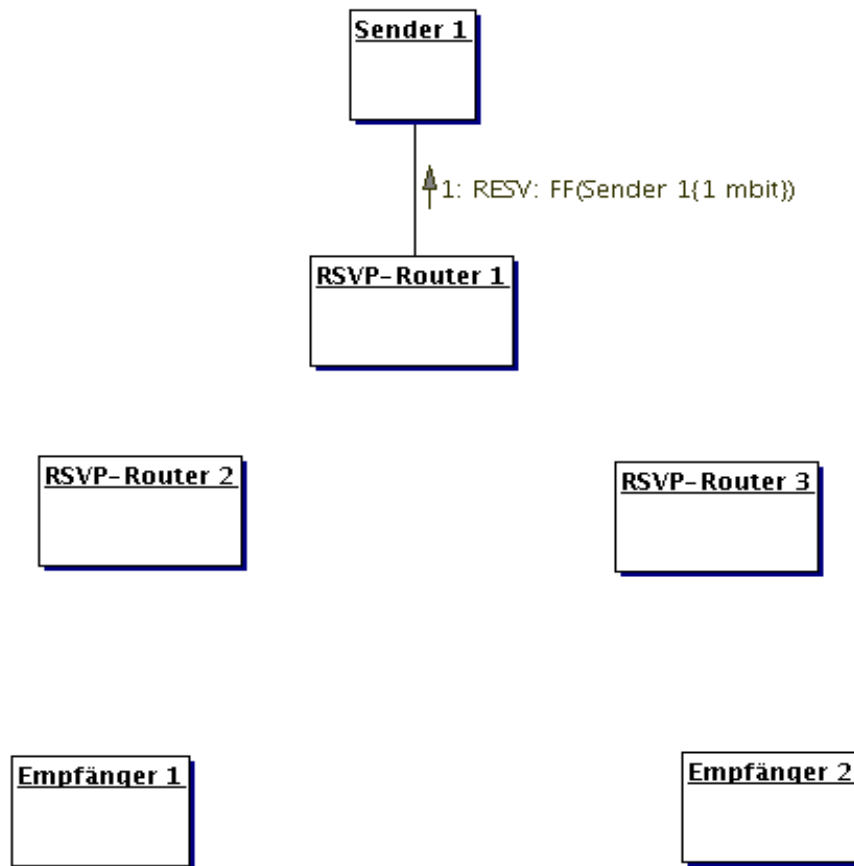 Sender 1
1: RESV: FF(Sender 1{1 mbit})
RSVP-Router 1
RSVP-Router 2
RSVP-Router 3
Empfänger 1
Empfänger 2